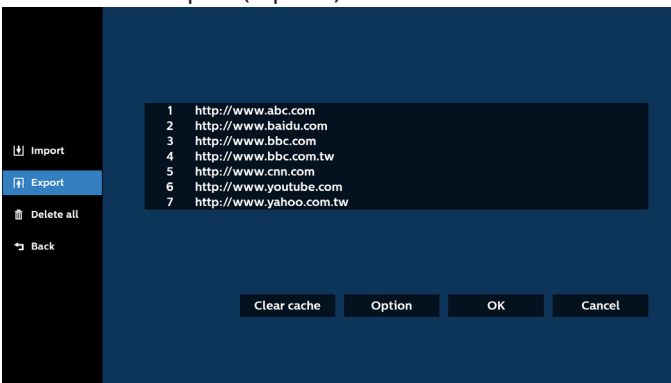 1 http://www.abc.com
2 http://www.baidu.com
3 http://www.bbc.com
4 http://www.bbc.com.tw
5 http://www.cnn.com
6 http://www.youtube.com
7 http://www.yahoo.com.tw
Import
Export
Delete all
Back
Clear cache Option OK Cancel